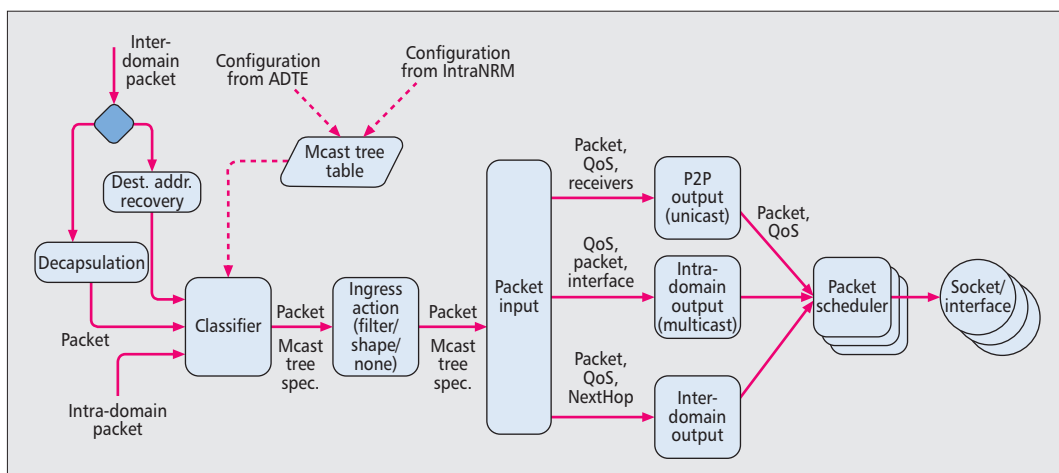 Inter-
domain
packet
Configuration
from ADTE
Configuration
from IntraNRM
Mcast tree
table
Dest. addr.
recovery
Decapsulation
Packet
Intra-domain
packet
Classifier
Packet
Mcast
tree
spec.
Ingress
action
(filter/
shape/
none)
Packet
Mcast
tree
spec.
Packet
input
Packet,
QoS,
receivers
P2P
output
(unicast)
Packet,
QoS
QoS,
packet,
interface
Intra-
domain
output
(multicast)
Packet,
QoS,
NextHop
Inter-
domain
output
Packet
scheduler
Socket/
interface